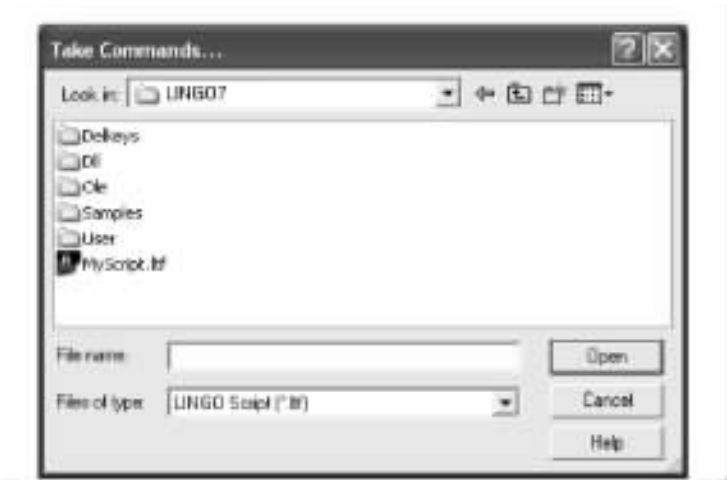 Take Commands...
Look in: LINGO7
Delkeys
Dll
Ole
Samples
User
MyScript.ltf
File name:
Open
Files of type: LINGO Script (*.ltf)
Cancel
Help